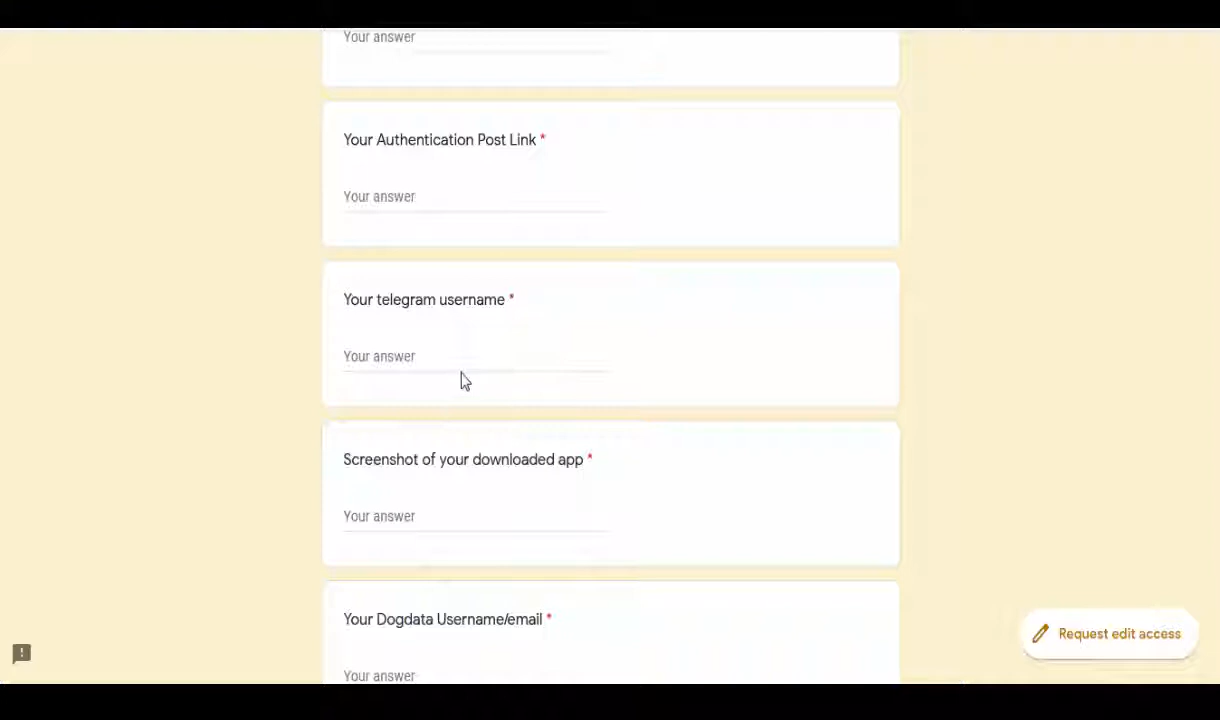 Your answer
Your Authentication Post Link *
Your answer
Your telegram username *
Your answer
Screenshot of your downloaded app *
Your answer
Your Dogdata Username/email *
Request edit access
!
Your answer